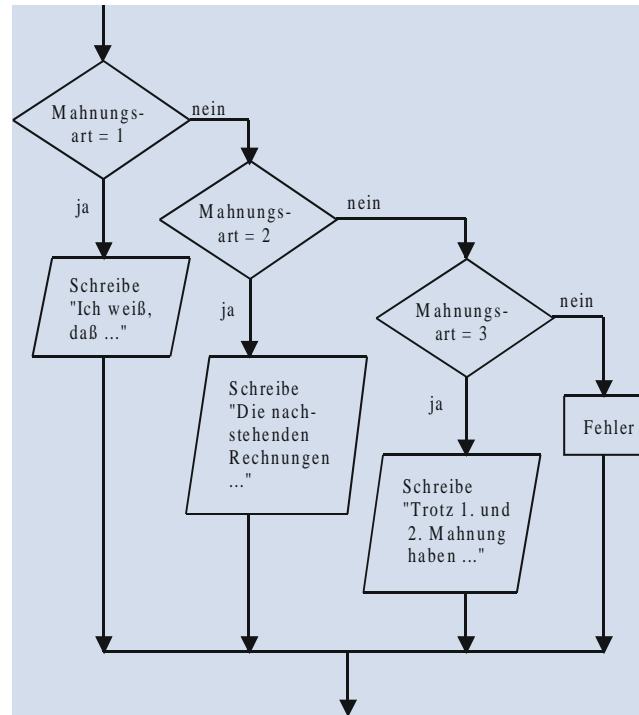 Mahnungs-
art = 1
nein
ja
Schreibe
"Ich weiß,
daß ..."
Mahnungs-
art = 2
nein
ja
Schreibe
"Die nach-
stehenden
Rechnungen
..."
Mahnungs-
art = 3
nein
ja
Schreibe
"Trotz 1. und
2. Mahnung
haben ..."
Fehler